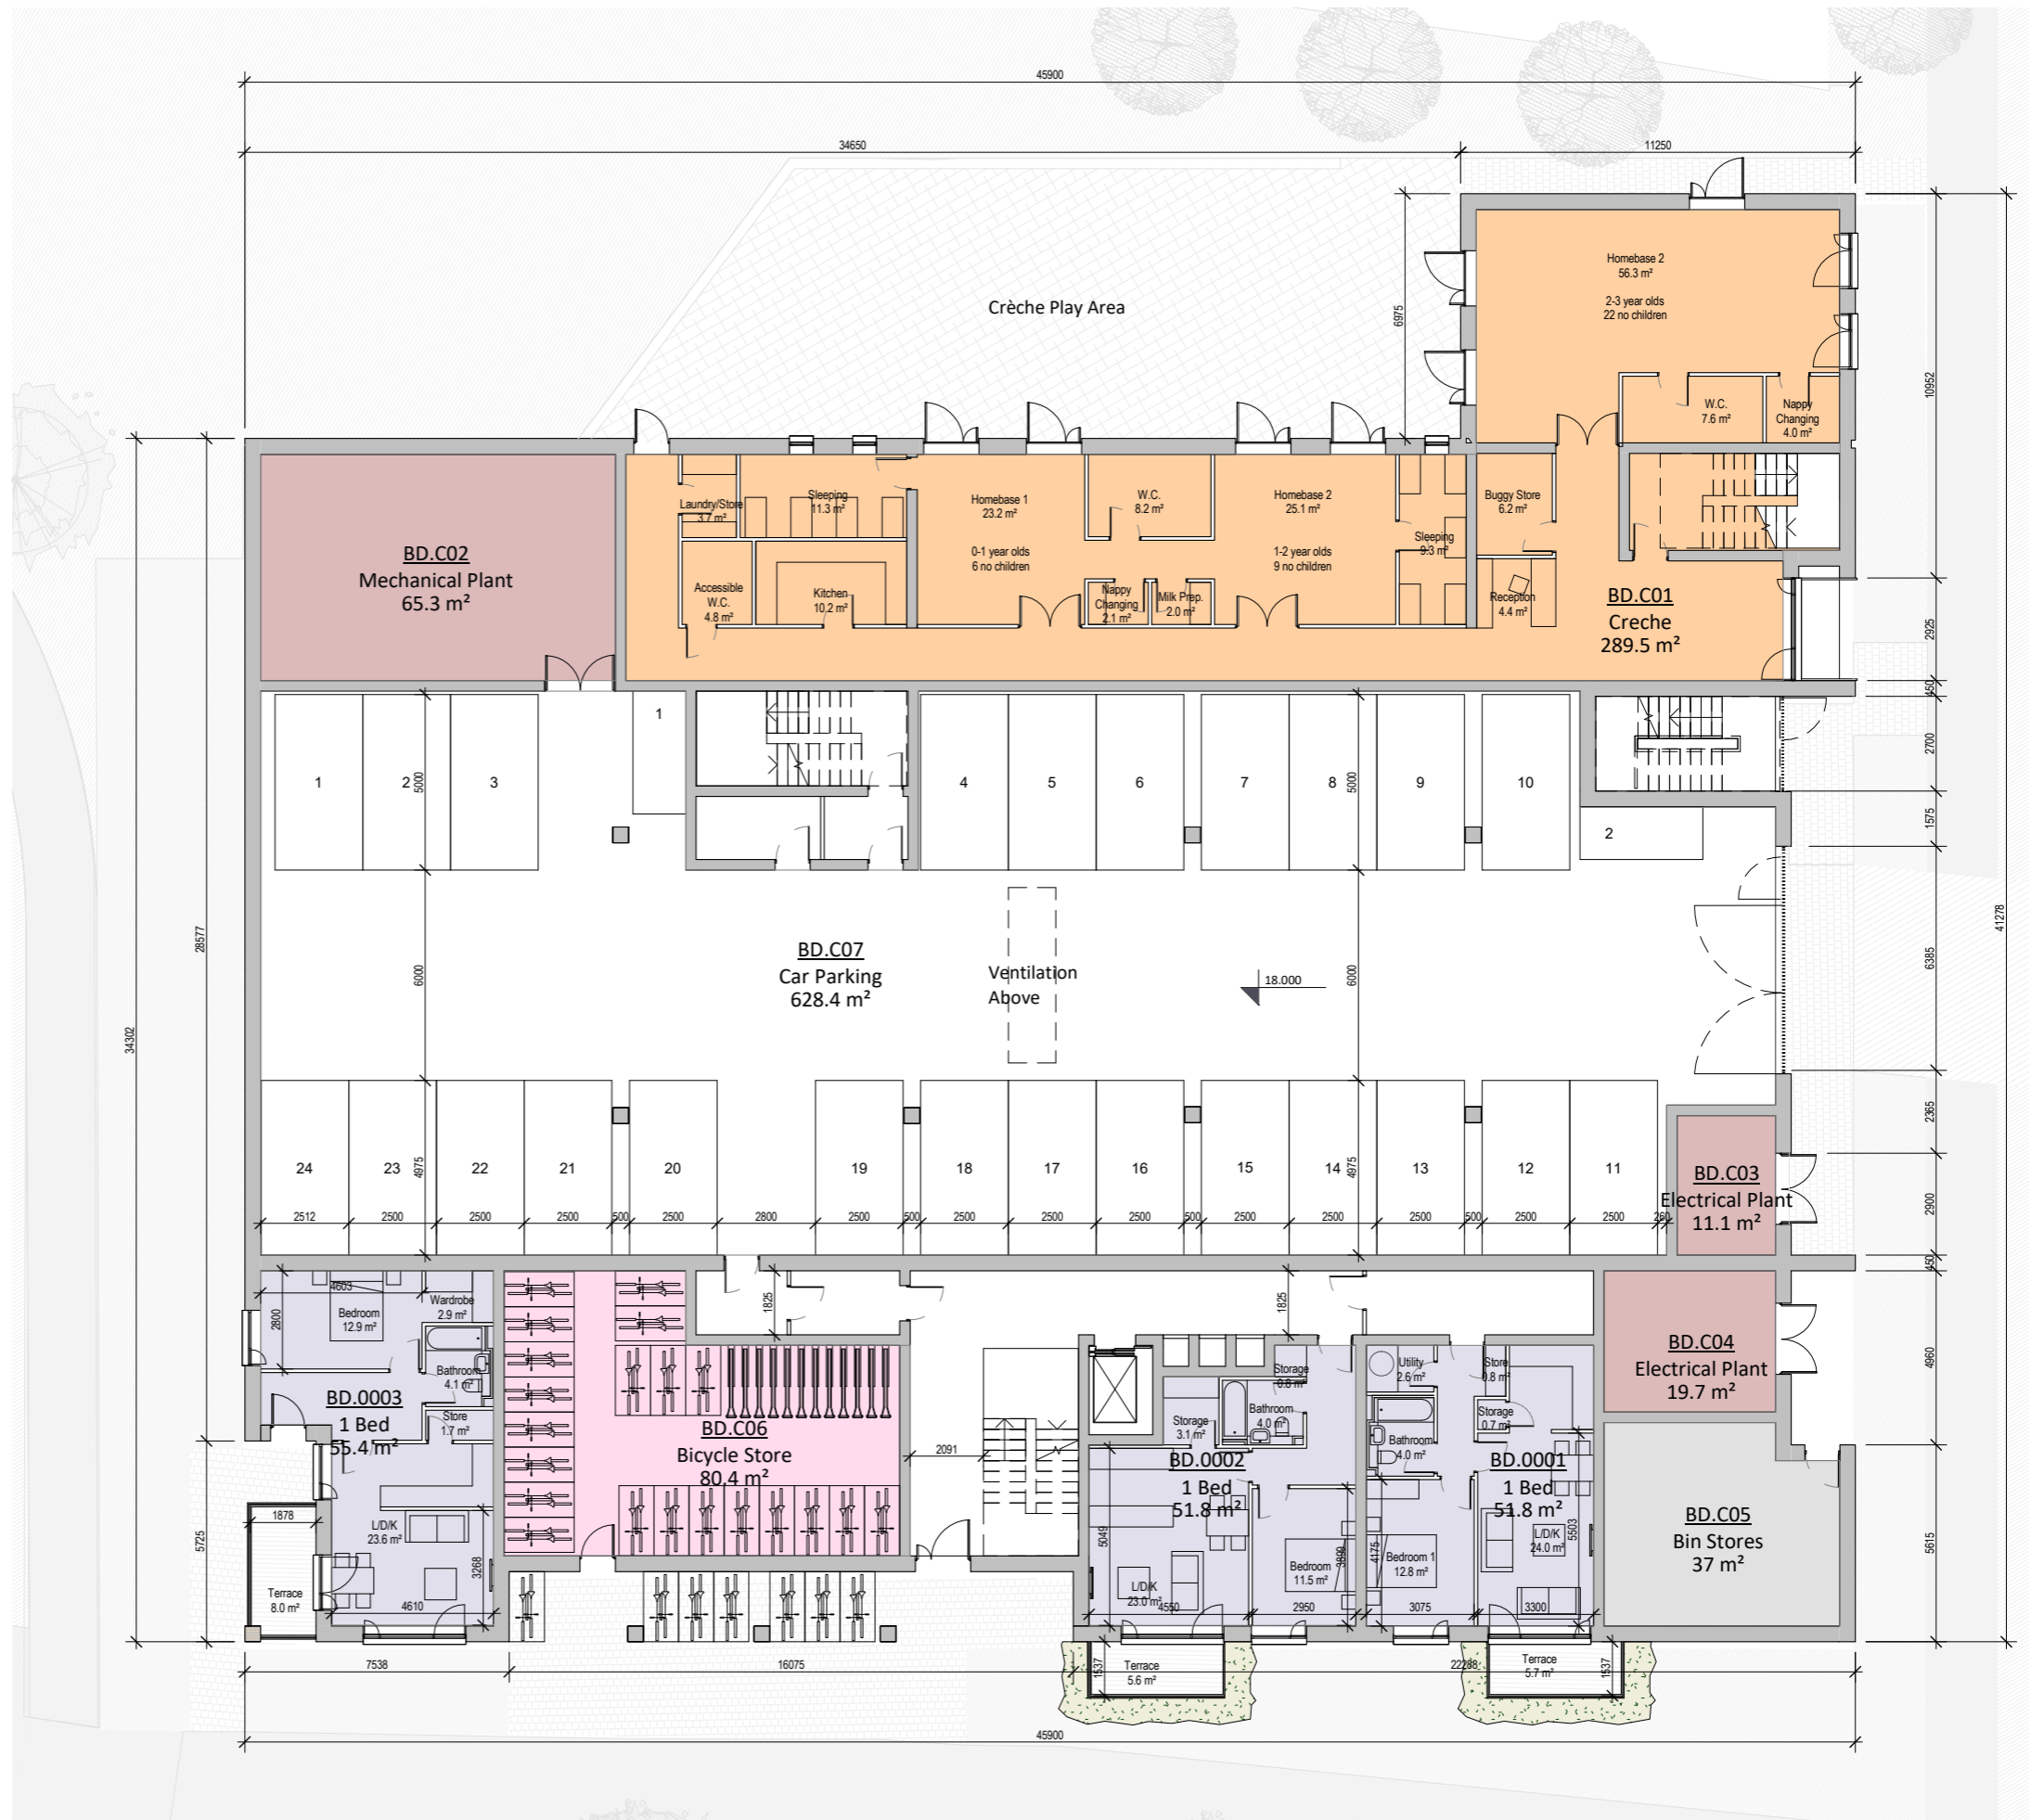 45900
34650
11250
Homebase 2
56.3 m²
2-3 year olds
22 no children
Crèche Play Area
6975
10952
W.C.
7.6 m²
Nappy
Changing
4.0 m²
BD.C02
Mechanical Plant
65.3 m²
Laundry/Store
3.7 m²
Sleeping
11.3 m²
Homebase 1
23.2 m²
0-1 year olds
6 no children
W.C.
8.2 m²
Homebase 2
25.1 m²
1-2 year olds
9 no children
Sleeping
9.3 m²
Buggy Store
6.2 m²
Accessible
W.C.
4.8 m²
Kitchen
10.2 m²
Nappy
Changing
2.1 m²
Milk Prep.
2.0 m²
Reception
4.4 m²
BD.C01
Creche
289.5 m²
2925
450
1
2
3
5000
1
4
5
6
7
8
5000
9
10
2
2700
1575
28577
34302
6000
BD.C07
Car Parking
628.4 m²
Ventilation
Above
18.000
6000
6385
41278
24
23
4975
22
21
20
19
18
17
16
15
14
4975
13
12
11
BD.C03
Electrical Plant
11.1 m²
2365
2900
450
2512
2500
2500
2500
500
2500
2800
2500
500
2500
2500
2500
500
2500
2500
2500
500
2500
2500
260
4603
2800
Bedroom
12.9 m²
Wardrobe
2.9 m²
Bathroom
4.1 m²
BD.0003
1 Bed
55.4 m²
Store
1.7 m²
L/D/K
23.6 m²
3268
4610
1878
Terrace
8.0 m²
5725
BD.C06
Bicycle Store
80.4 m²
1825
2091
1825
Storage
0.8 m²
Bathroom
4.0 m²
Storage
3.1 m²
BD.0002
1 Bed
51.8 m²
5049
L/D/K
23.0 m²
4550
Bedroom
11.5 m²
3899
2950
Utility
2.6 m²
Store
0.8 m²
Storage
0.7 m²
Bathroom
4.0 m²
BD.0001
1 Bed
51.8 m²
4175
Bedroom 1
12.8 m²
3075
L/D/K
24.0 m²
5503
3300
BD.C04
Electrical Plant
19.7 m²
4960
BD.C05
Bin Stores
37 m²
5615
7538
16075
22288
1537
Terrace
5.6 m²
Terrace
5.7 m²
1537
45900